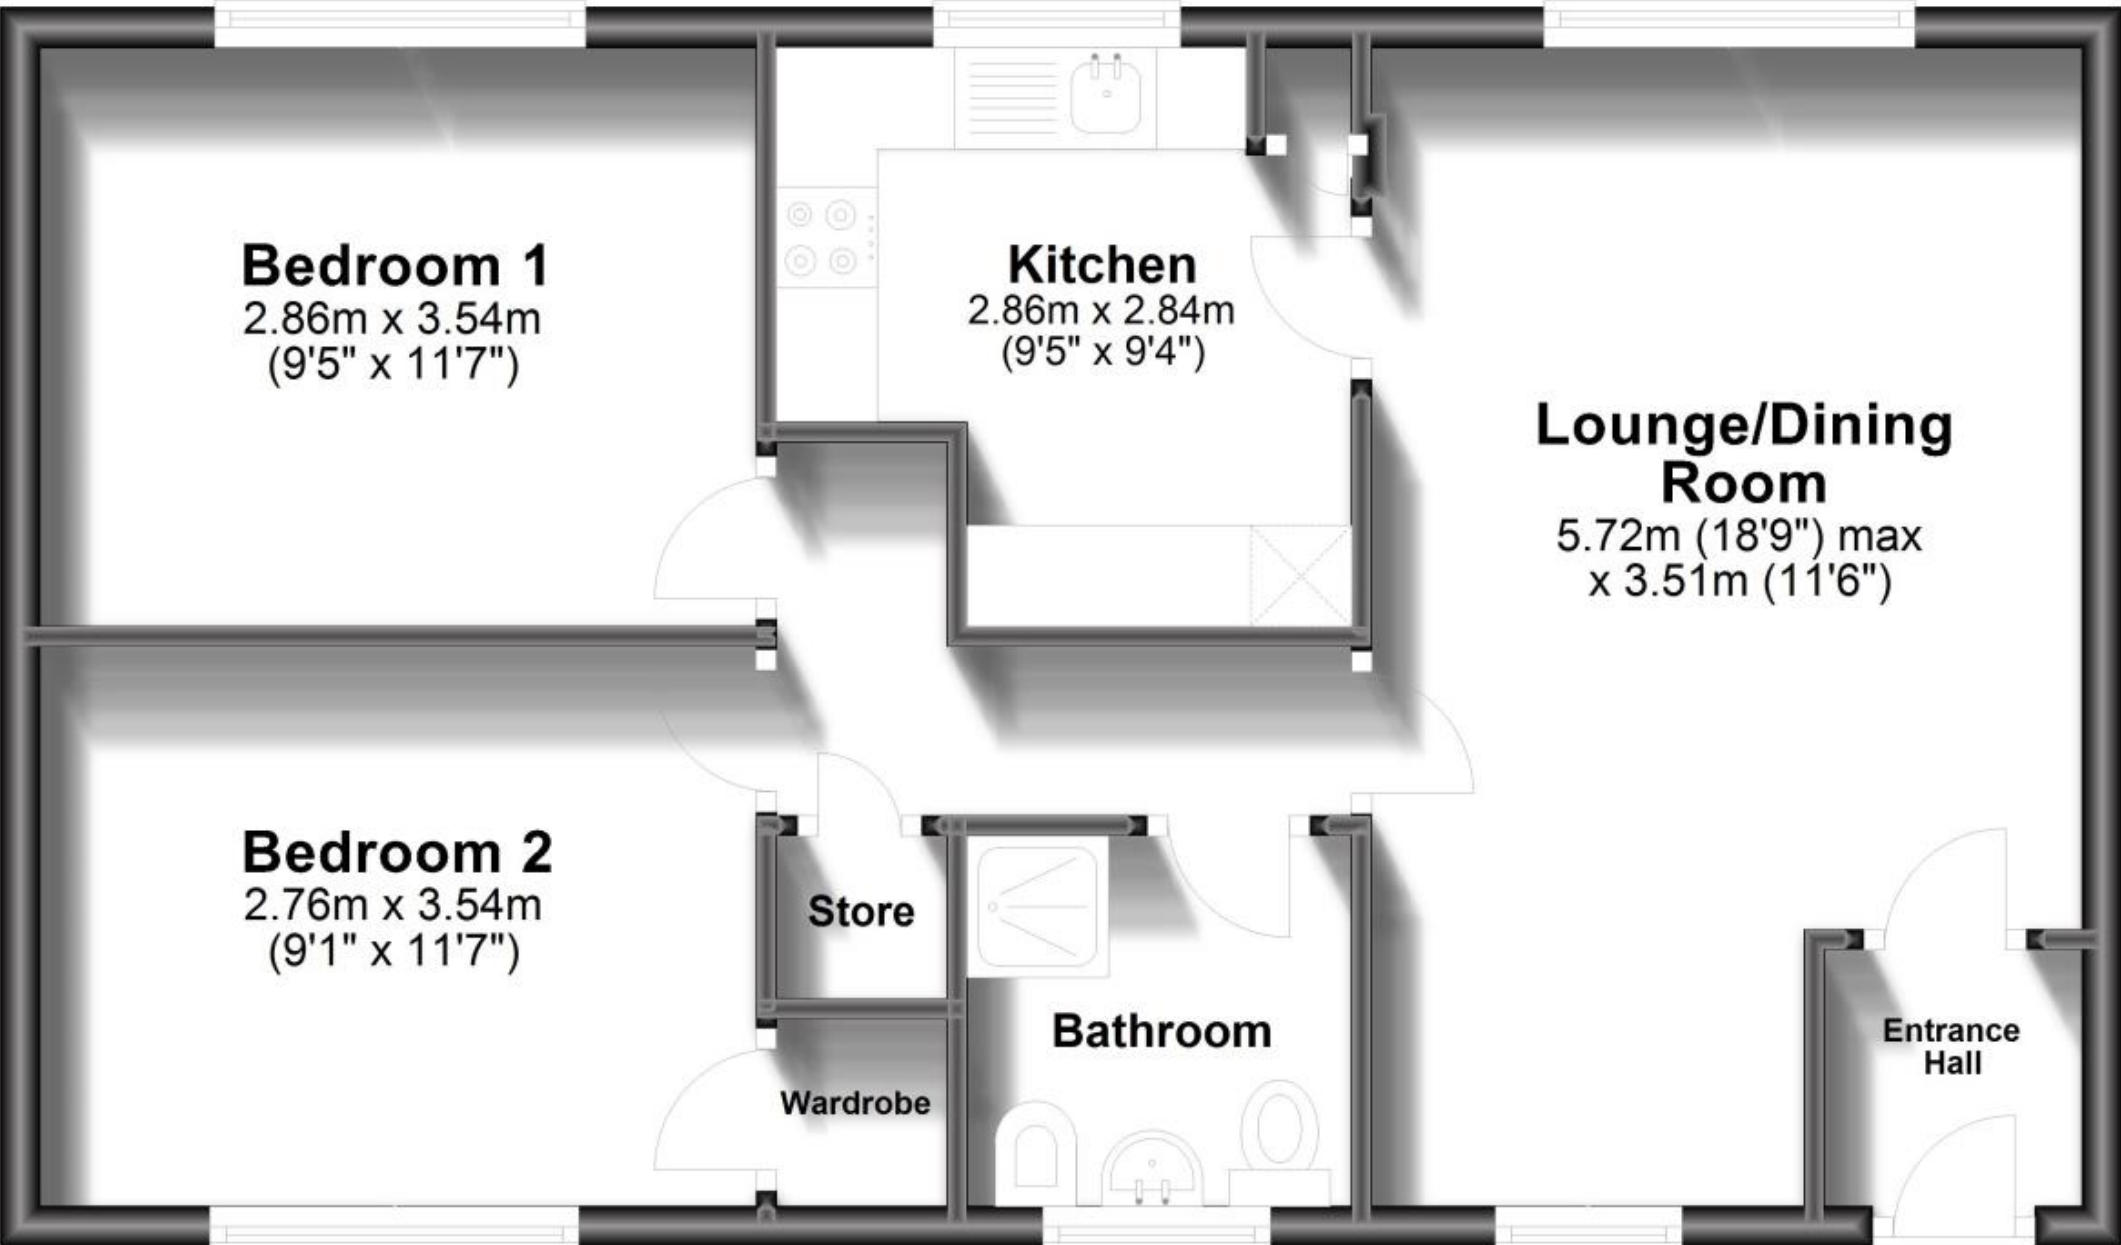 Bedroom 1
2.86m x 3.54m
(9'5" x 11'7")
Kitchen
2.86m x 2.84m
(9'5" x 9'4")
Lounge/Dining
Room
5.72m (18'9") max
x 3.51m (11'6")
Bedroom 2
2.76m x 3.54m
(9'1" x 11'7")
Store
Wardrobe
Bathroom
Entrance
Hall